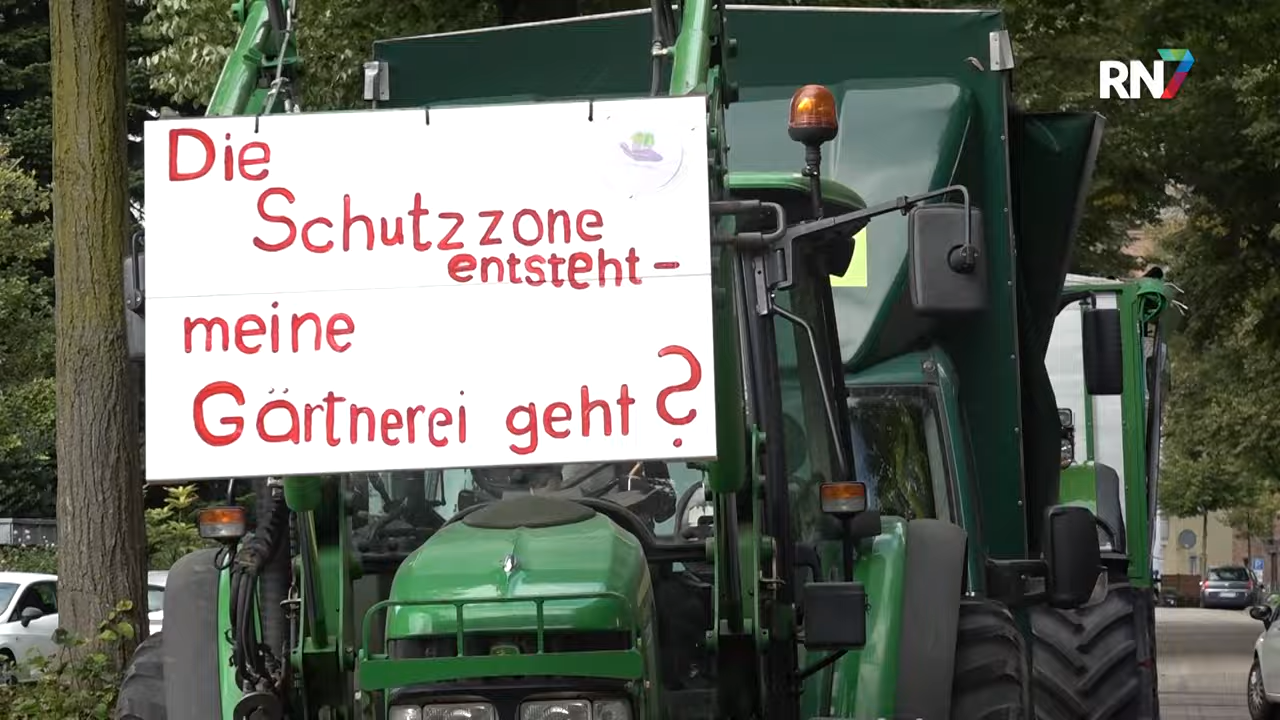 RN7
Die
Schutzzone
entsteht-
meine
Gärtnerei geht?